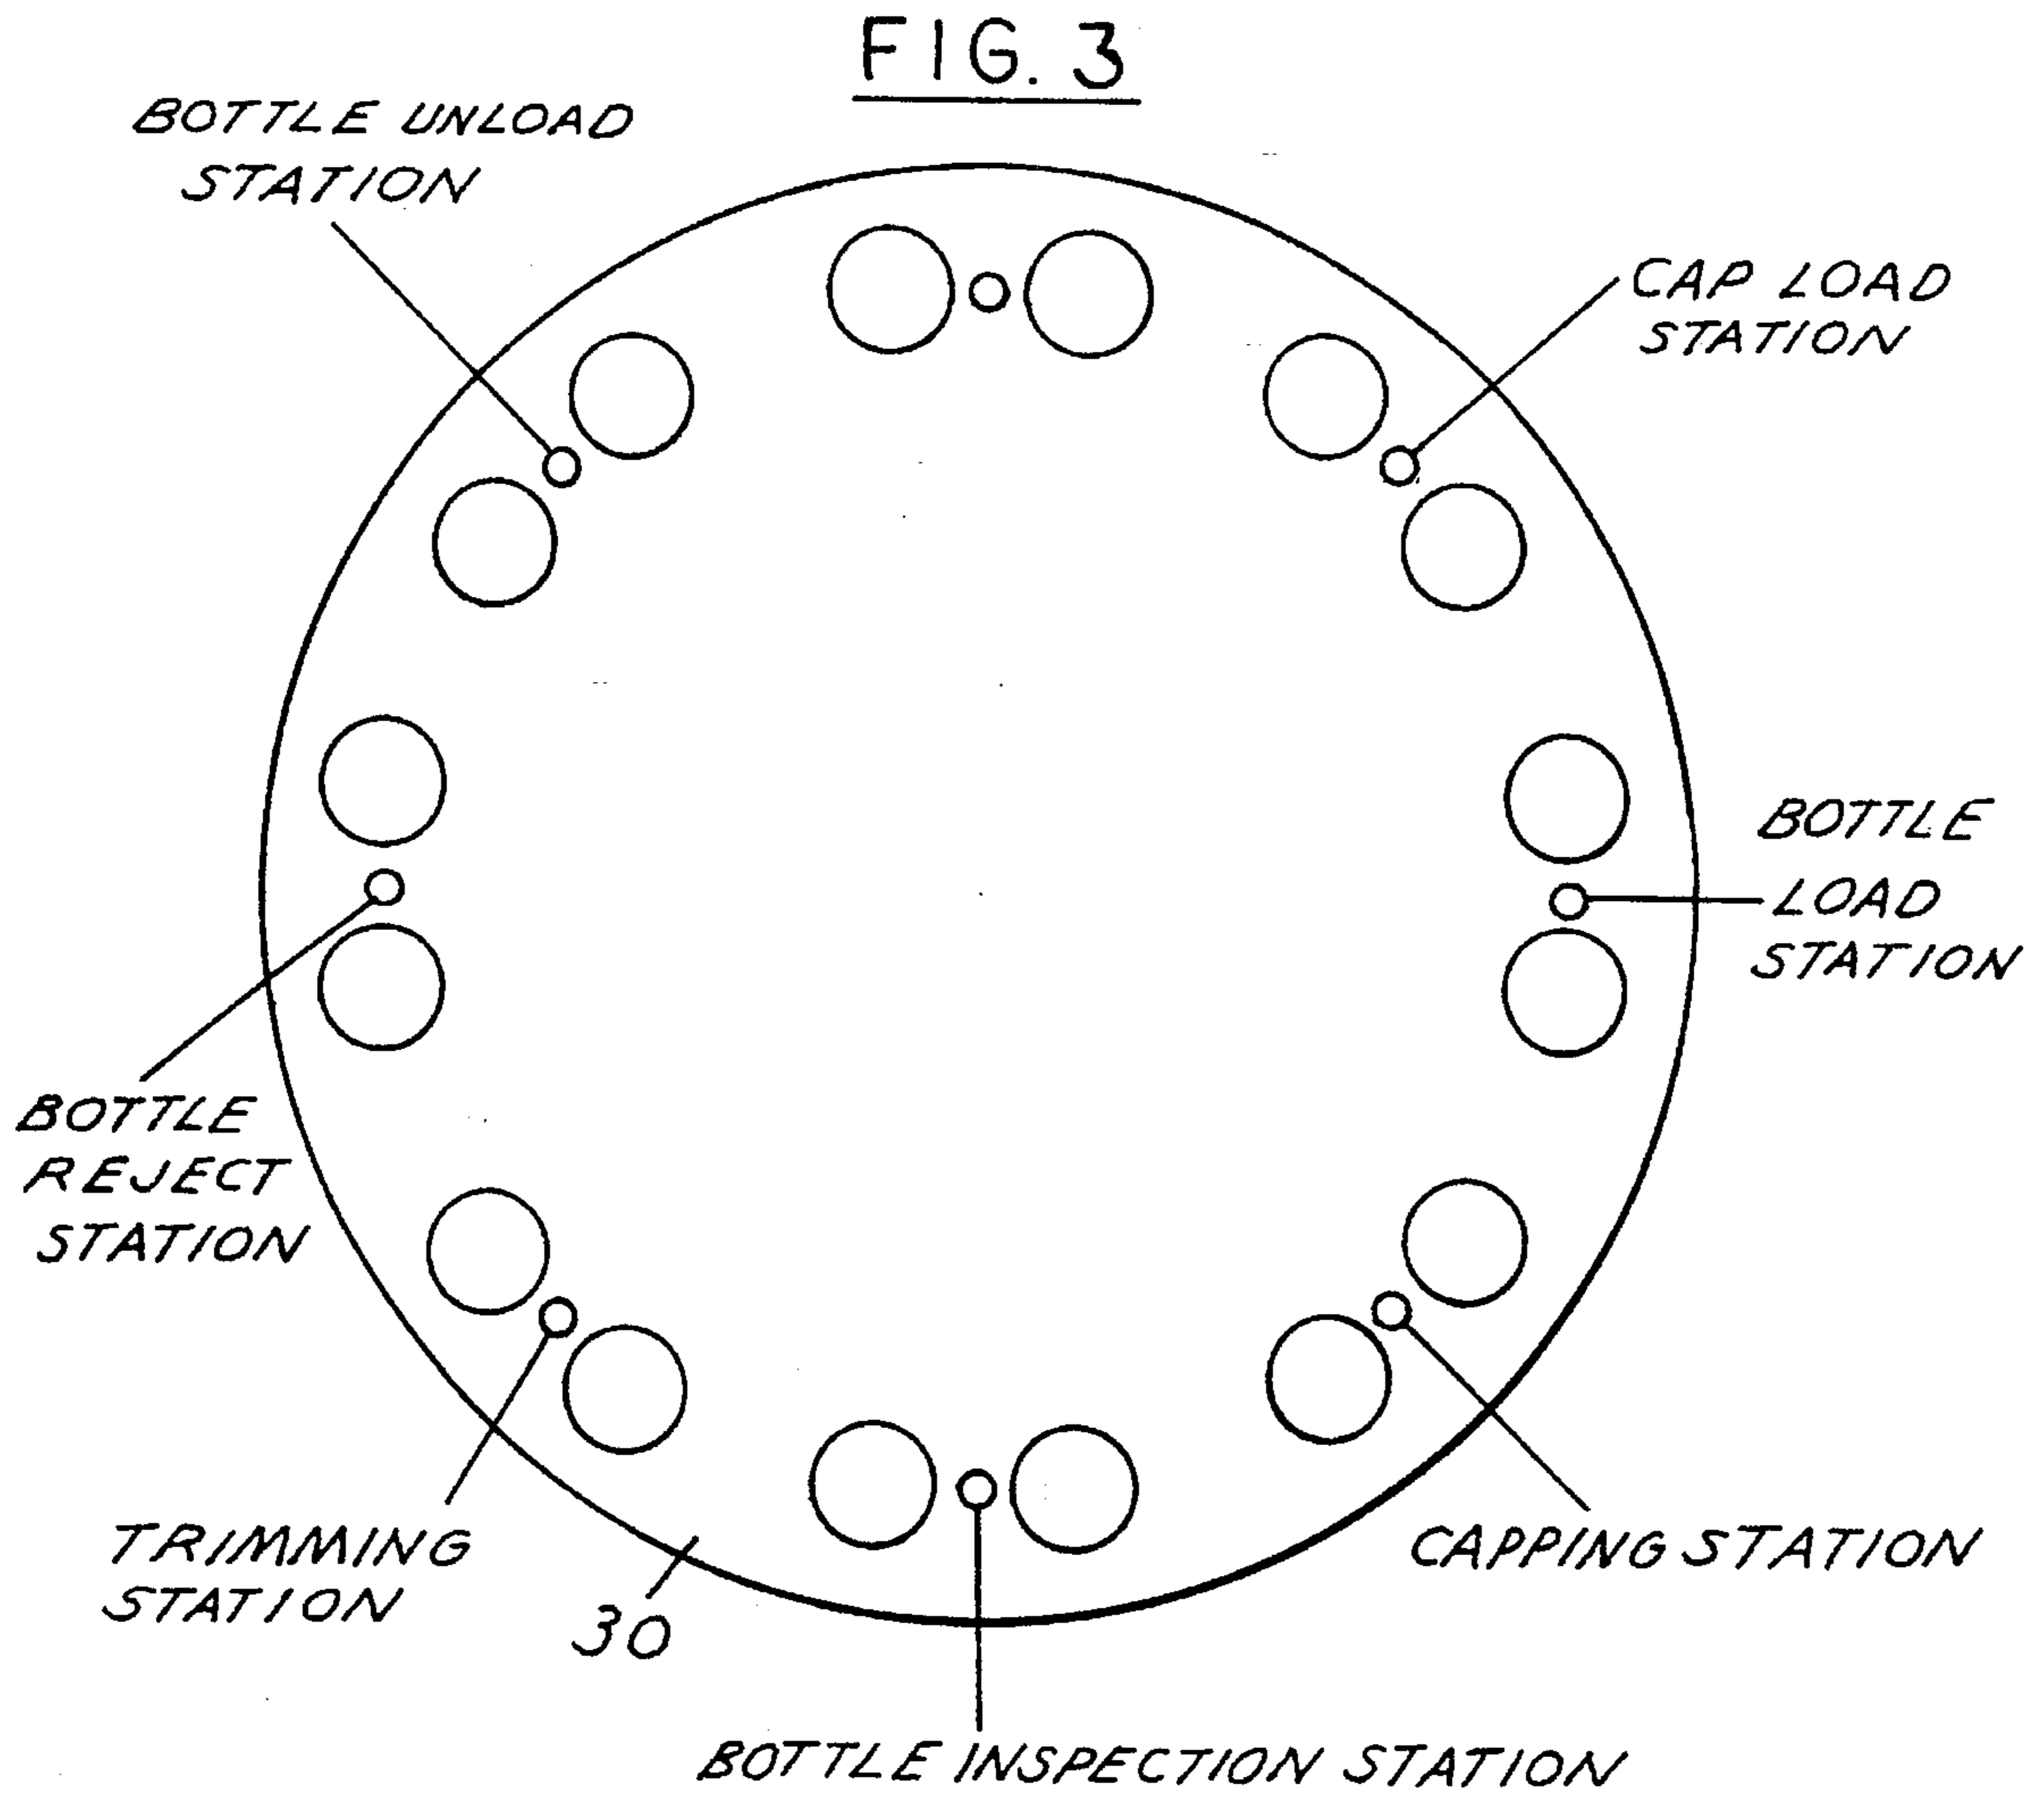 FIG. 3
BOTTLE UNLOAD
STATION
CAP LOAD
STATION
BOTTLE
LOAD
STATION
BOTTLE
REJECT
STATION
TRIMMING
STATION
30
CAPPING STATION
BOTTLE INSPECTION STATION